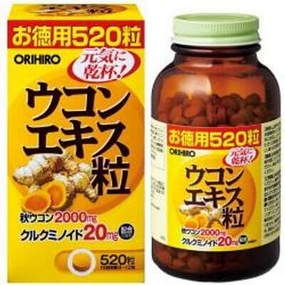 お徳用520粒
ORIHIRO
元気に
乾杯!
ウコン
エキス
粒
秋ウコン2000mg
クルクミノイド20mg配合
520粒
お徳用520粒
ORIHIRO
元気に
乾杯!
ウコン
エキス
粒
秋ウコン2000mg
クルクミノイド20mg